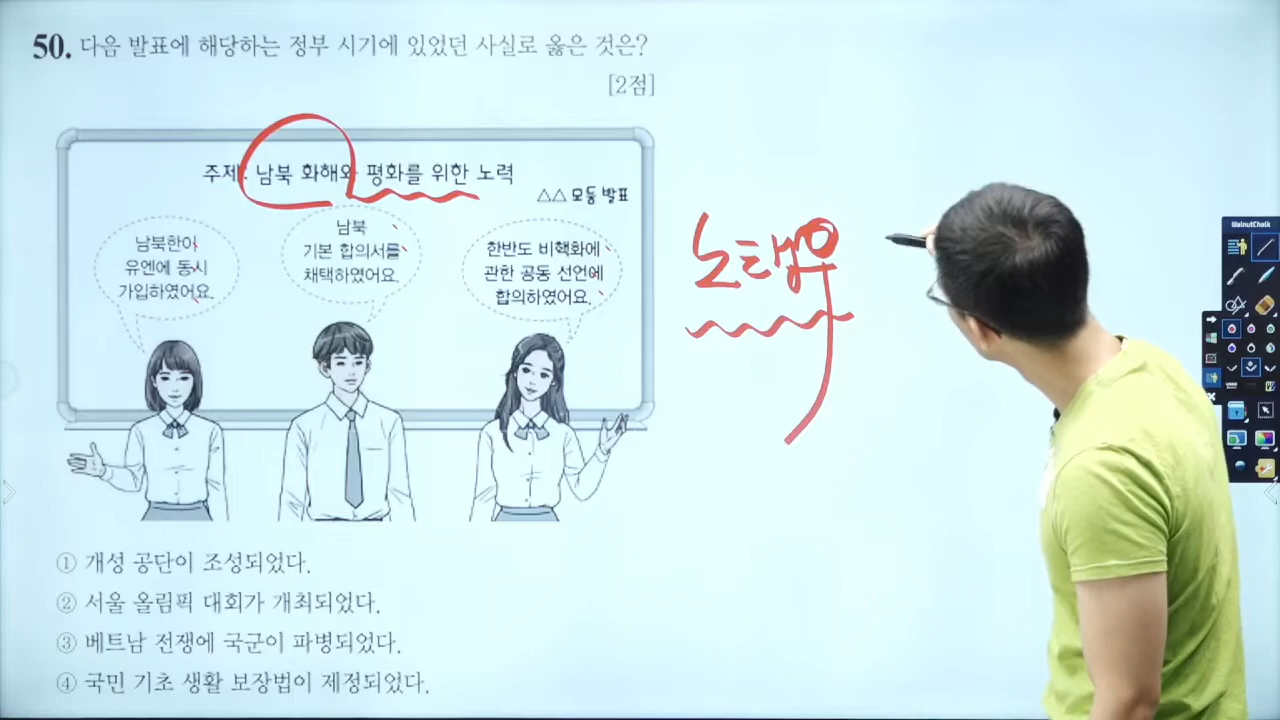 50. 다음 발표에 해당하는 정부 시기에 있었던 사실로 옳은 것은?
[2점]
주제: 남북 화해와 평화를 위한 노력
△△ 모둠 발표
남북한이
유엔에 동시
가입하였어요.
남북
기본 합의서를
채택하였어요.
한반도 비핵화에
관한 공동 선언에
합의하였어요.
노태우
① 개성 공단이 조성되었다.
② 서울 올림픽 대회가 개최되었다.
③ 베트남 전쟁에 국군이 파병되었다.
④ 국민 기초 생활 보장법이 제정되었다.
WalnutChalk